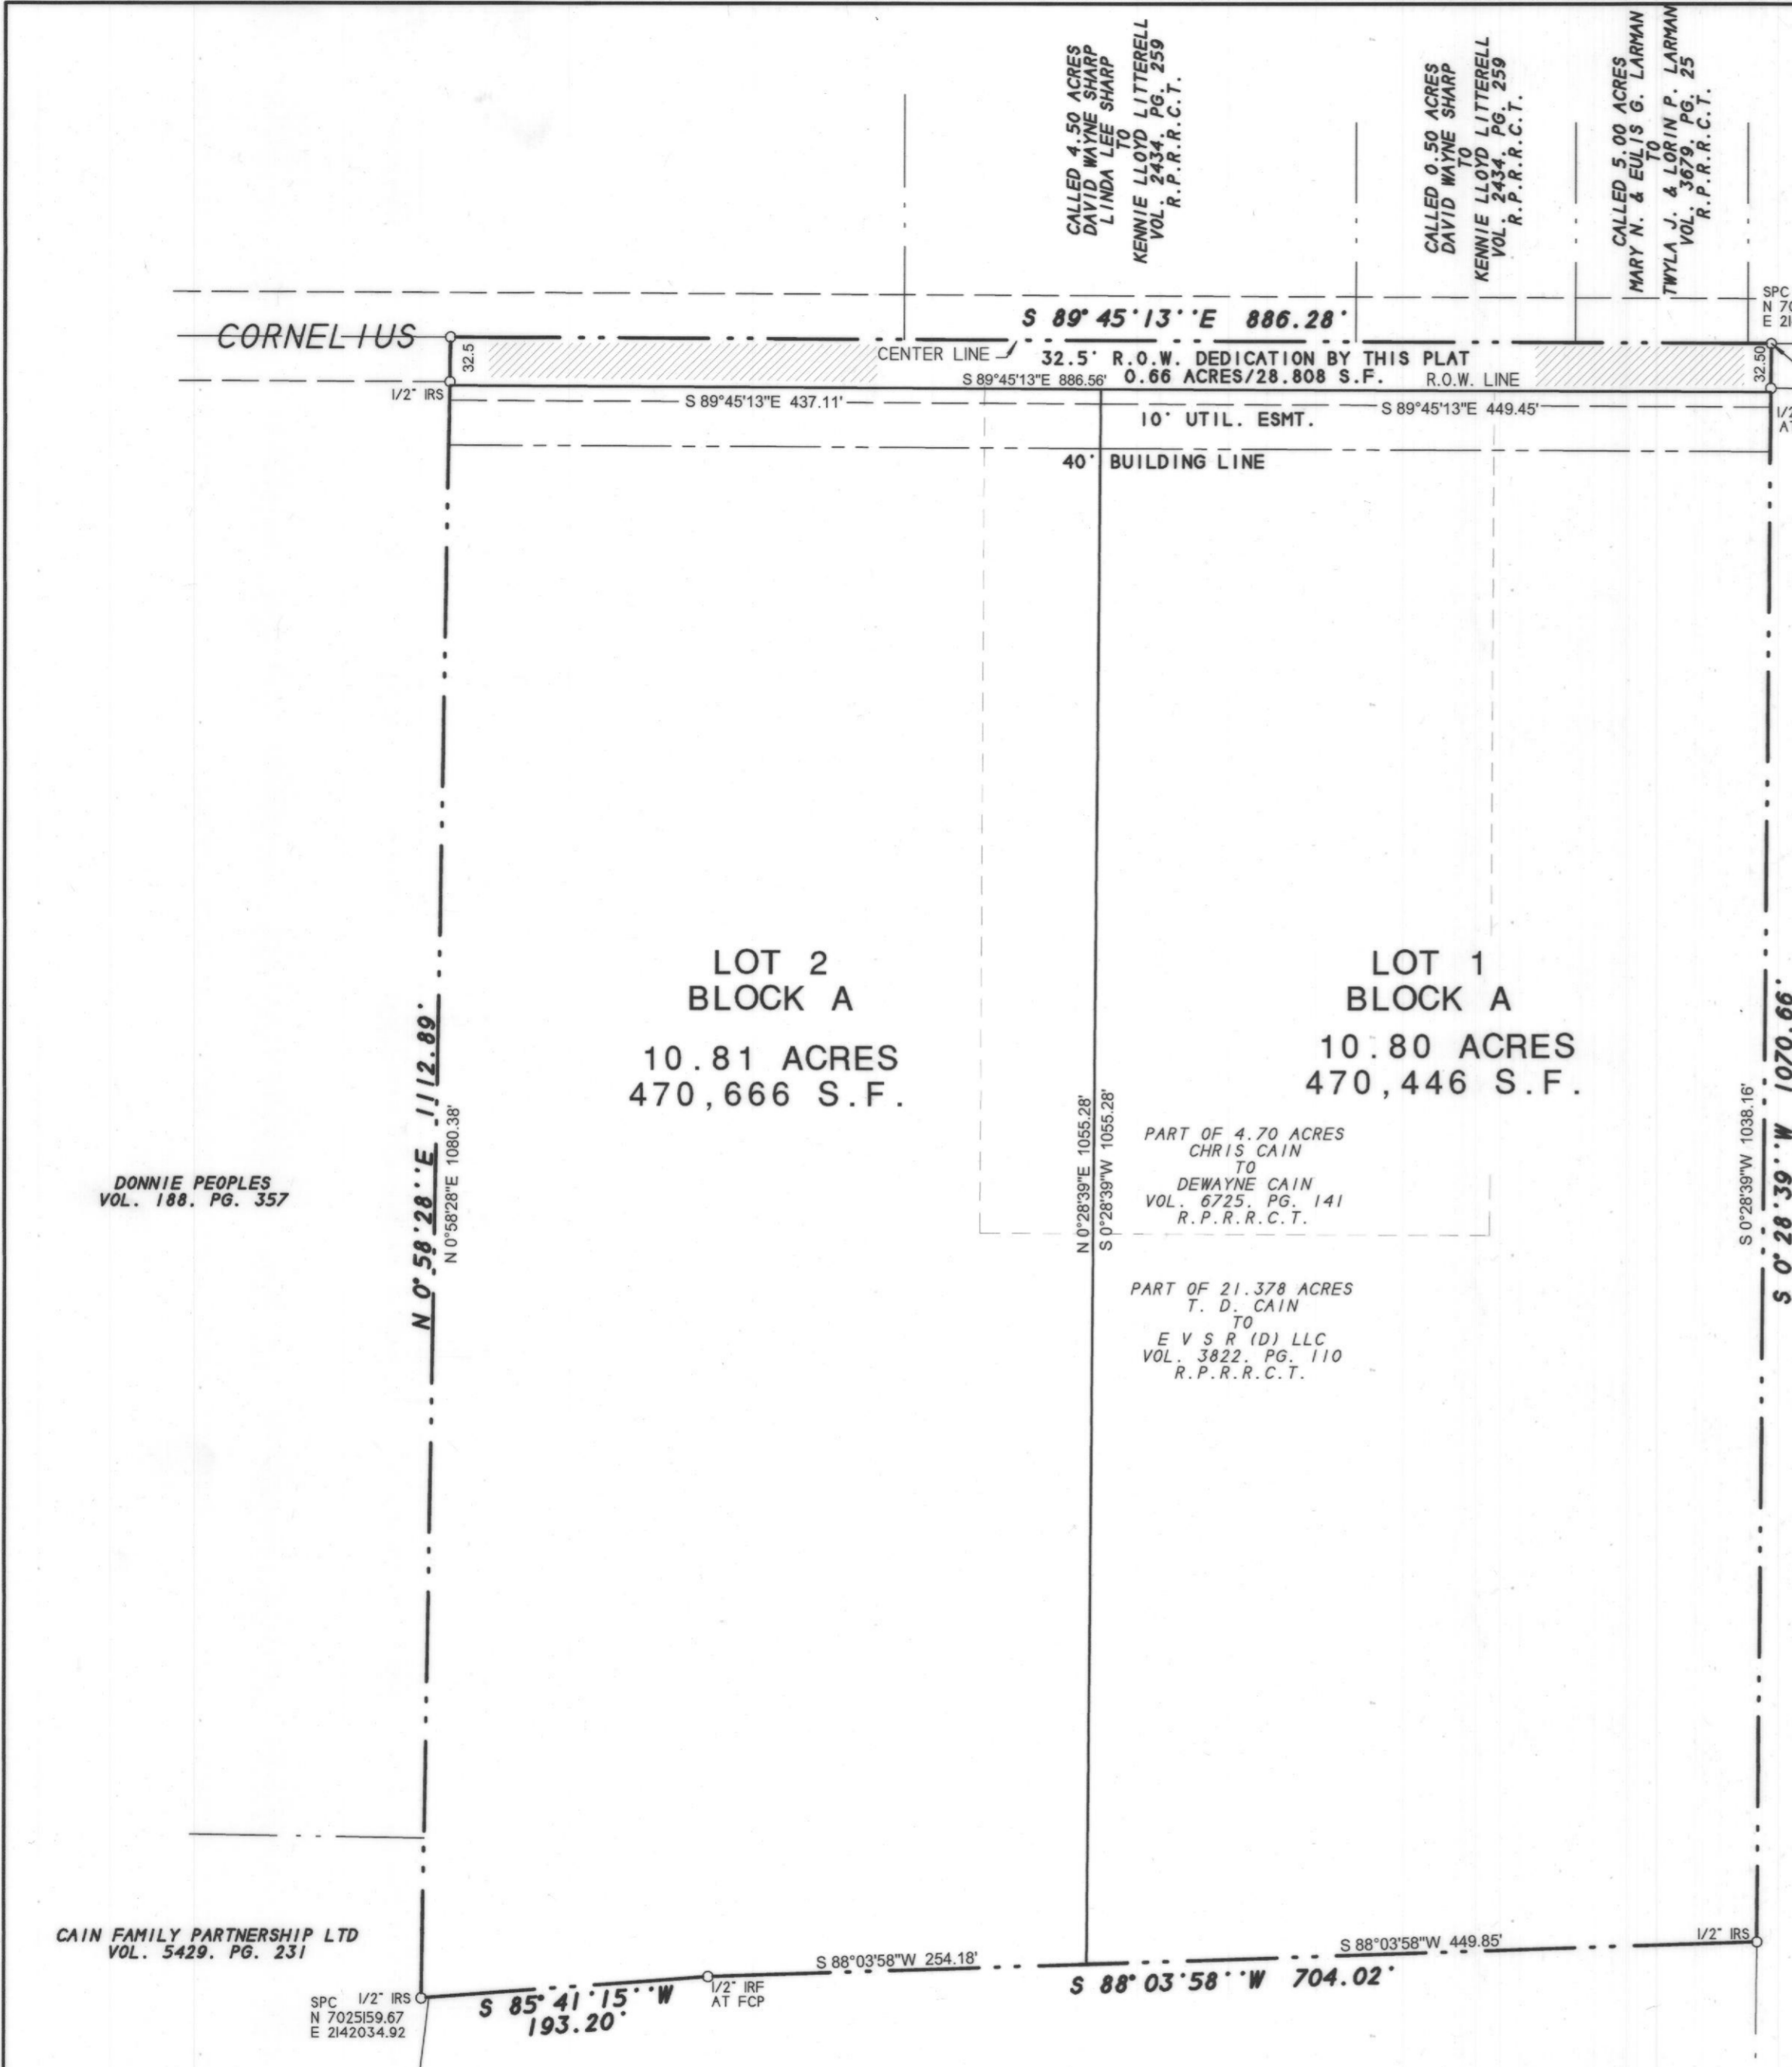 CALLED 4.50 ACRES
DAVID WAYNE SHARP
LINDA LEE SHARP
TO
KENNIE LLOYD LITTERELL
VOL. 2434. PG. 259
R.P.R.R.C.T.
CALLED 0.50 ACRES
DAVID WAYNE SHARP
TO
KENNIE LLOYD LITTERELL
VOL. 2434. PG. 259
R.P.R.R.C.T.
CALLED 5.00 ACRES
MARY N. & EULIS G. LARMAN
TO
TWYLA J. & LORIN P. LARMAN
VOL. 3679. PG. 25
R.P.R.R.C.T.
SPC
N 70
E 21
CORNELIUS
S 89°45'13''E 886.28'
32.5
CENTER LINE
32.5' R.O.W. DEDICATION BY THIS PLAT
0.66 ACRES/28.808 S.F.
S 89°45'13"E 886.56'
R.O.W. LINE
32.50
1/2" IRS
S 89°45'13"E 437.11'
S 89°45'13"E 449.45'
10' UTIL. ESMT.
40' BUILDING LINE
LOT 2
BLOCK A
10.81 ACRES
470,666 S.F.
LOT 1
BLOCK A
10.80 ACRES
470,446 S.F.
N 0°58'28''E 1112.89'
N 0°58'28"E 1080.38'
N 0°28'39"E 1055.28'
S 0°28'39"W 1055.28'
S 0°28'39"W 1038.16'
S 0°28'39''W 1070.66'
PART OF 4.70 ACRES
CHRIS CAIN
TO
DEWAYNE CAIN
VOL. 6725. PG. 141
R.P.R.R.C.T.
DONNIE PEOPLES
VOL. 188. PG. 357
PART OF 21.378 ACRES
T. D. CAIN
TO
E V S R (D) LLC
VOL. 3822. PG. 110
R.P.R.R.C.T.
CAIN FAMILY PARTNERSHIP LTD
VOL. 5429. PG. 231
SPC 1/2" IRS
N 7025159.67
E 2142034.92
S 85°41'15''W
193.20'
1/2" IRF
AT FCP
S 88°03'58"W 254.18'
S 88°03'58''W 704.02'
S 88°03'58"W 449.85'
1/2" IRS